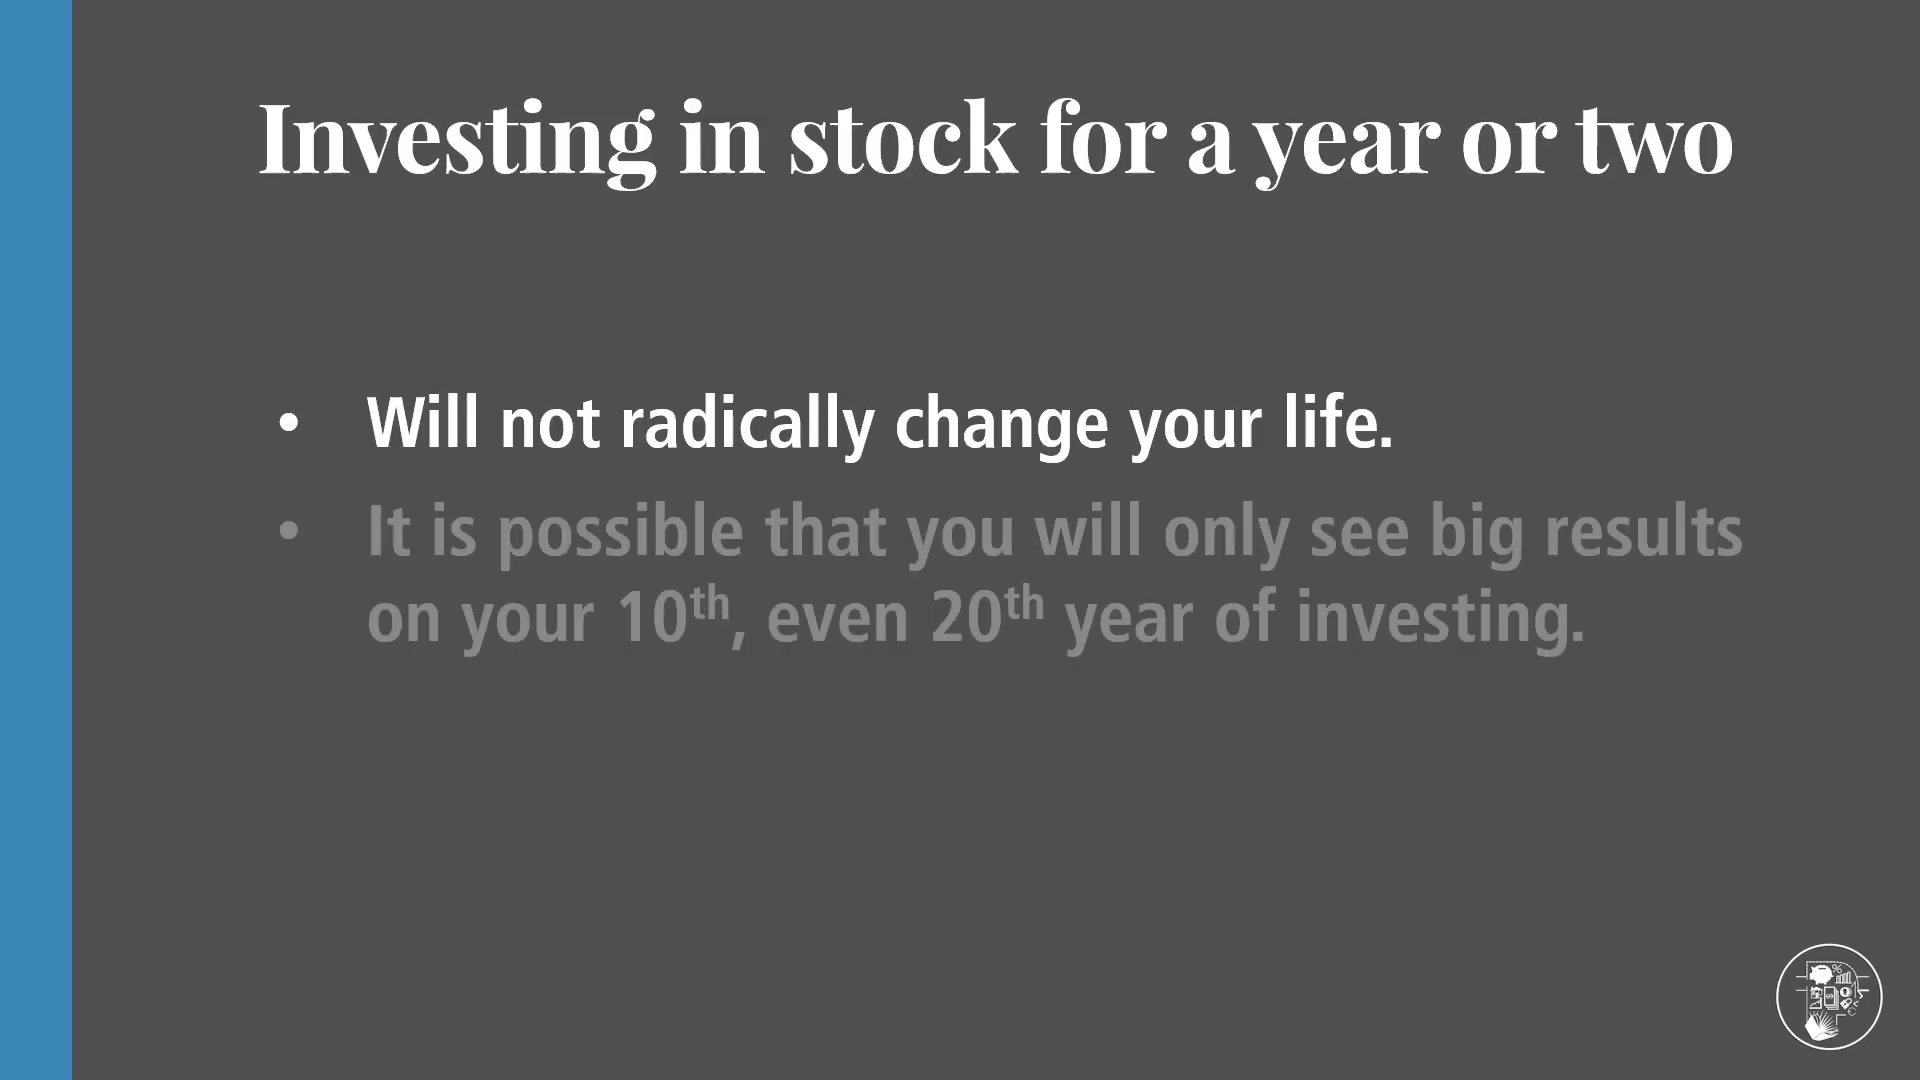 Investing in stock for a year or two
• Will not radically change your life.
• It is possible that you will only see big results
on your 10th, even 20th year of investing.